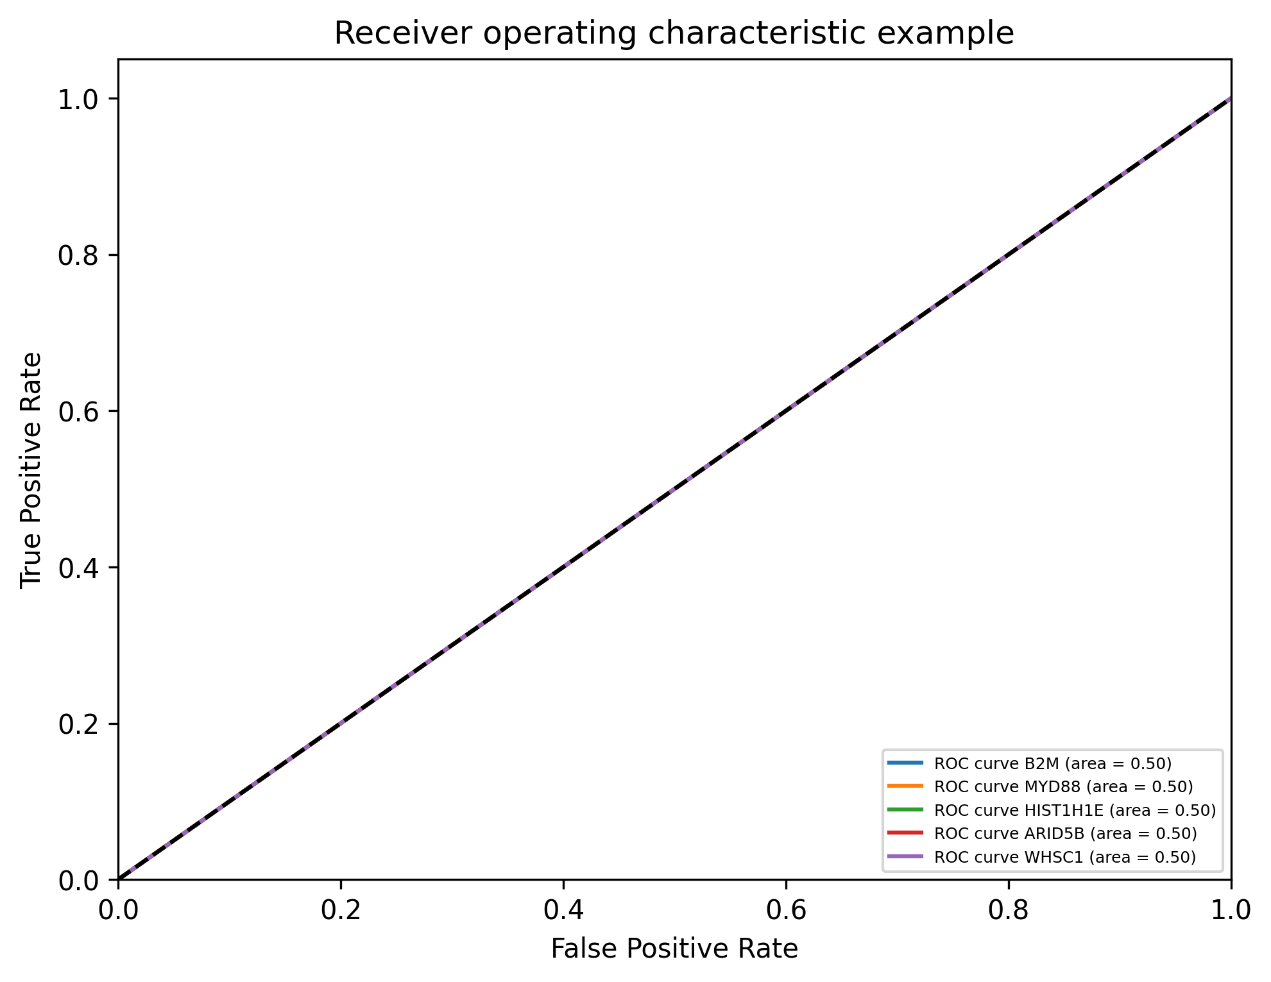 Receiver operating characteristic example
1.0
0.8
0.6
0.4
0.2
0.0
True Positive Rate
ROC curve B2M (area = 0.50)
ROC curve MYD88 (area = 0.50)
ROC curve HIST1H1E (area = 0.50)
ROC curve ARID5B (area = 0.50)
ROC curve WHSC1 (area = 0.50)
0.0 0.2 0.4 0.6 0.8 1.0
False Positive Rate